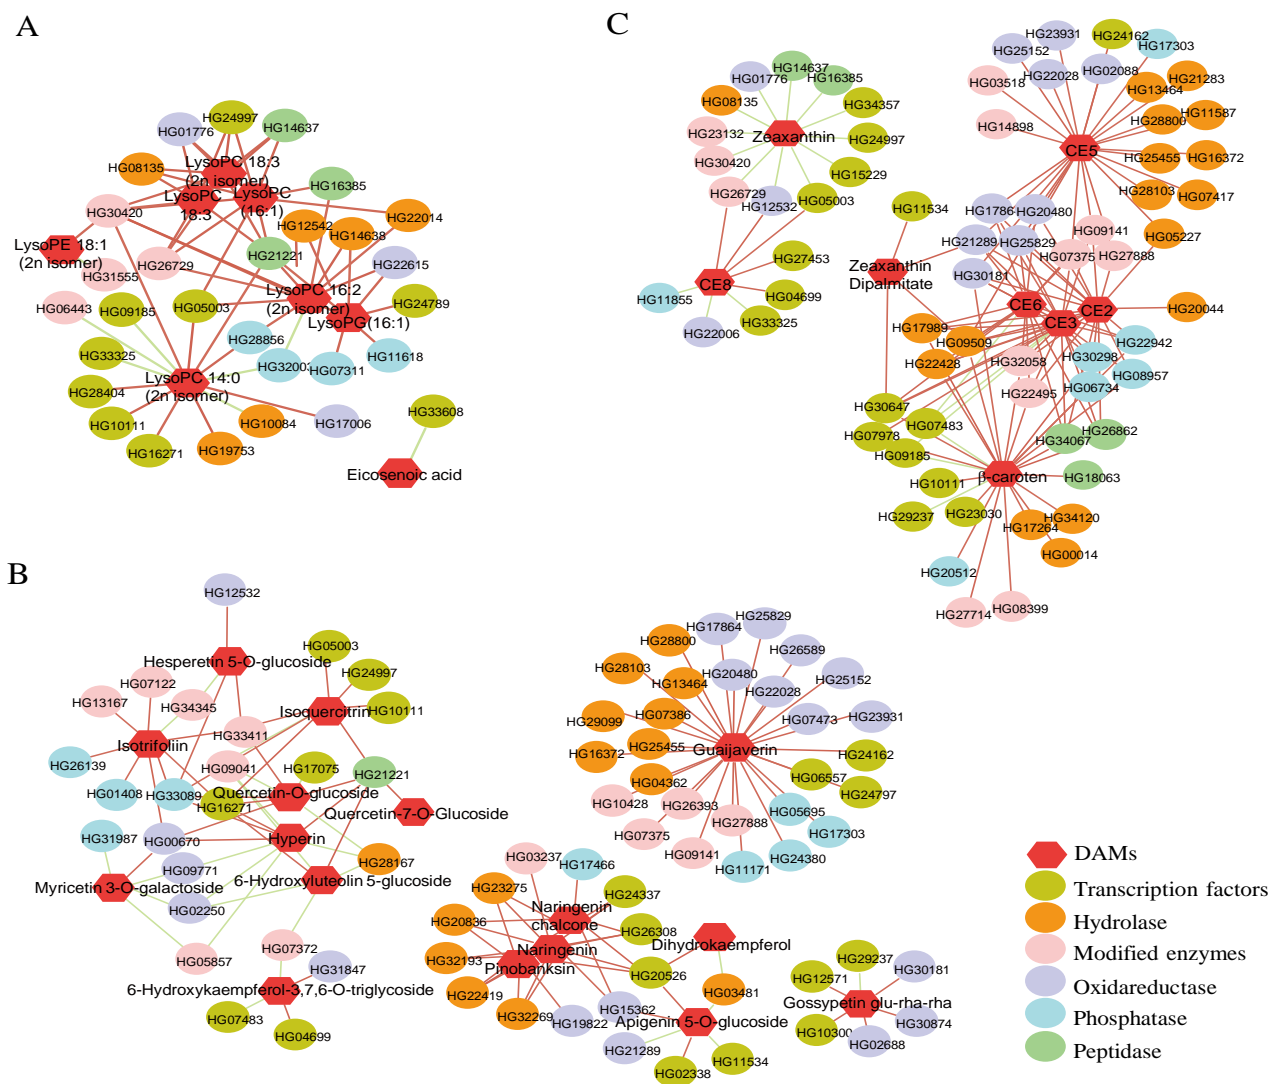 A
HG24997
HG01776
HG14637
HG08135
LysoPC 18:3
(2n isomer)
LysoPC
18:3
LysoPC
(16:1)
HG16385
HG30420
HG12542
HG22014
HG14638
LysoPE 18:1
(2n isomer)
HG21221
HG26729
HG31555
HG22615
HG06443
HG09185
HG05003
LysoPC 16:2
(2n isomer)
HG24789
LysoPG(16:1)
HG33325
HG28856
HG11618
HG32003
HG07311
LysoPC 14:0
(2n isomer)
HG28404
HG10111
HG10084
HG17006
HG16271
HG19753
HG33608
Eicosenoic acid
C
HG14637
HG01776
HG16385
HG08135
HG34357
HG23132
Zeaxanthin
HG24997
HG30420
HG15229
HG26729
HG12532
HG05003
HG27453
CE8
HG11855
HG04699
HG22006
HG33325
HG23931
HG24162
HG25152
HG17303
HG03518
HG22028
HG02088
HG21283
HG13464
HG14898
HG28800
HG11587
CE5
HG25455
HG16372
HG28103
HG07417
HG11534
HG17864
HG20480
HG09141
HG05227
HG21289
HG25829
HG07375
HG27888
Zeaxanthin
Dipalmitate
HG30181
CE6
CE3
CE2
HG20044
HG17989
HG09509
HG22942
HG22428
HG32058
HG30298
HG08957
HG22495
HG06734
HG30647
HG07483
HG26862
HG07978
HG34067
HG09185
HG10111
β-caroten
HG18063
HG29237
HG23030
HG34120
HG17264
HG00014
HG20512
HG27714
HG08399
B
HG12532
HG05003
Hesperetin 5-O-glucoside
HG07122
HG24997
HG13167
HG34345
Isoquercitrin
HG10111
HG33411
Isotrifoliin
HG26139
HG09041
HG17075
HG21221
HG01408
HG33089
Quercetin-O-glucoside
HG16271
Quercetin-7-O-Glucoside
HG31987
HG00670
Hyperin
HG28167
HG09771
6-Hydroxyluteolin 5-glucoside
Myricetin 3-O-galactoside
HG02250
HG07372
HG05857
HG31847
6-Hydroxykaempferol-3,7,6-O-triglycoside
HG07483
HG04699
HG25829
HG17864
HG28800
HG26589
HG28103
HG20480
HG13464
HG22028
HG25152
HG29099
HG07386
HG07473
HG23931
HG16372
HG25455
Guaijaverin
HG24162
HG04362
HG06557
HG24797
HG10428
HG26393
HG05695
HG07375
HG27888
HG17303
HG09141
HG24380
HG11171
HG03237
HG17466
HG23275
HG24337
HG20836
Naringenin
chalcone
HG26308
Dihydrokaempferol
HG32193
Naringenin
Pinobanksin
HG20526
HG22419
HG03481
HG32269
HG15362
HG19822
Apigenin 5-O-glucoside
HG21289
HG11534
HG02338
HG29237
HG12571
HG30181
Gossypetin glu-rha-rha
HG10300
HG30874
HG02688
DAMs
Transcription factors
Hydrolase
Modified enzymes
Oxidareductase
Phosphatase
Peptidase